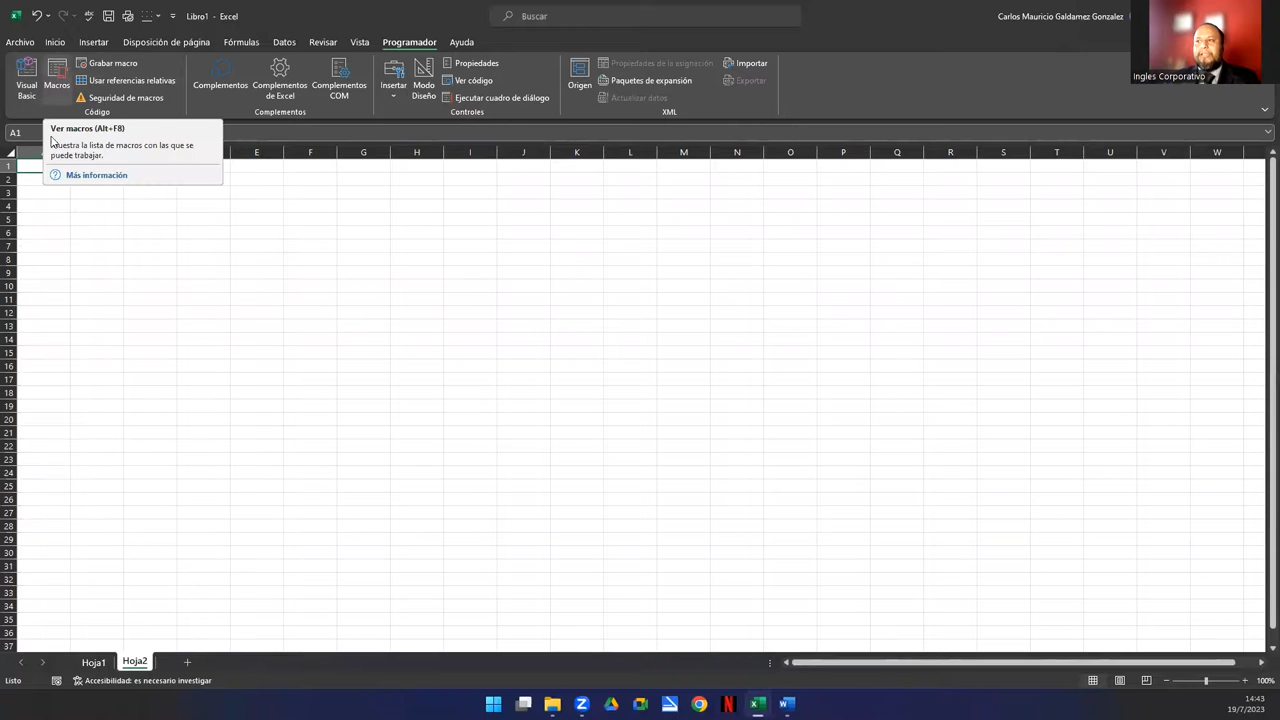 Libro1 - Excel
Buscar
Carlos Mauricio Galdamez Gonzalez
Archivo Inicio Insertar Disposición de página Fórmulas Datos Revisar Vista Programador Ayuda
Ingles Corporativo
Visual Basic
Macros
Grabar macro
Usar referencias relativas
Seguridad de macros
Código
Complementos
Complementos de Excel
Complementos COM
Complementos
Insertar
Modo Diseño
Propiedades
Ver código
Ejecutar cuadro de diálogo
Controles
Origen
Propiedades de la asignación
Paquetes de expansión
Actualizar datos
Importar
Exportar
XML
A1
Ver macros (Alt+F8)
uestra la lista de macros con las que se
puede trabajar.
Más información
E F G H I J K L M N O P Q R S T U V W
1
2
3
4
5
6
7
8
9
10
11
12
13
14
15
16
17
18
19
20
21
22
23
24
25
26
27
28
29
30
31
32
33
34
35
36
37
Hoja1 Hoja2
Listo
Accesibilidad: es necesario investigar
100%
14:43
19/7/2023